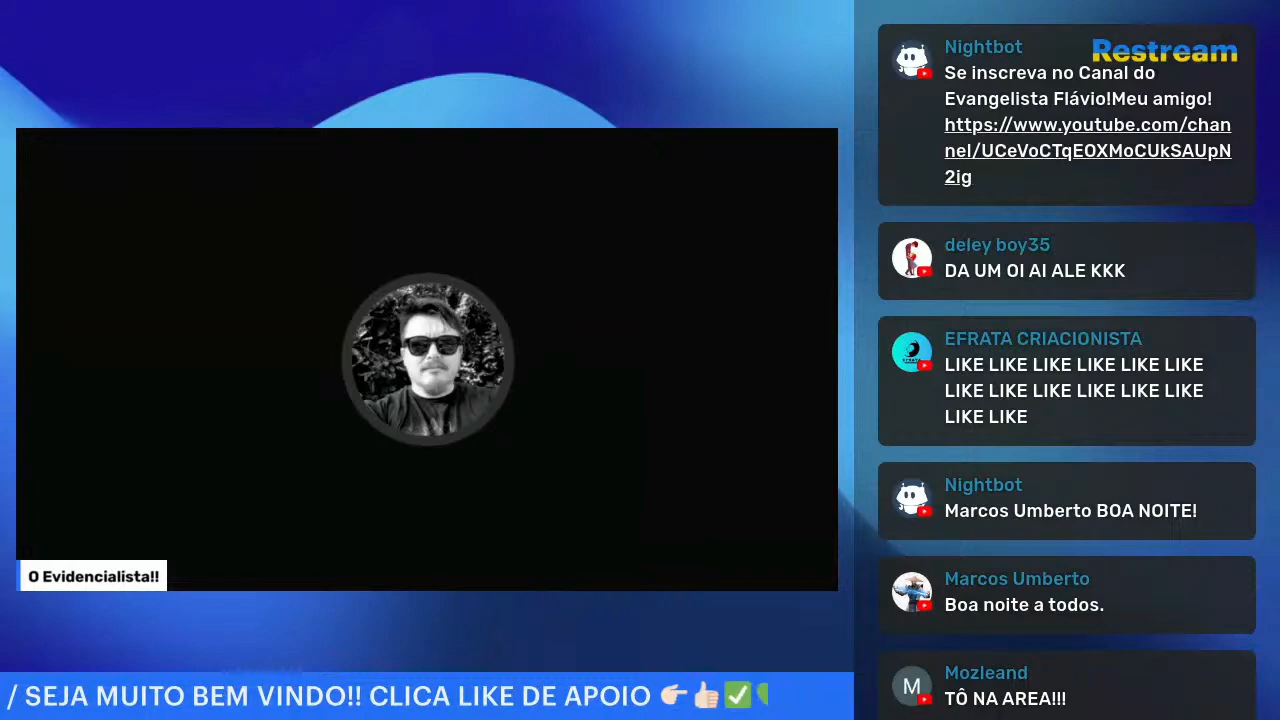 O Evidencialista!!
/ SEJA MUITO BEM VINDO!! CLICA LIKE DE APOIO 👉🏻👍🏻✅
Restream
Nightbot
Se inscreva no Canal do
Evangelista Flávio!Meu amigo!
https://www.youtube.com/chan
nel/UCeVoCTqEOXMoCUkSAUpN
2ig
deley boy35
DA UM OI AI ALE KKK
EFRATA CRIACIONISTA
LIKE LIKE LIKE LIKE LIKE LIKE
LIKE LIKE LIKE LIKE LIKE LIKE
LIKE LIKE
Nightbot
Marcos Umberto BOA NOITE!
Marcos Umberto
Boa noite a todos.
M
Mozleand
TÔ NA AREA!!!